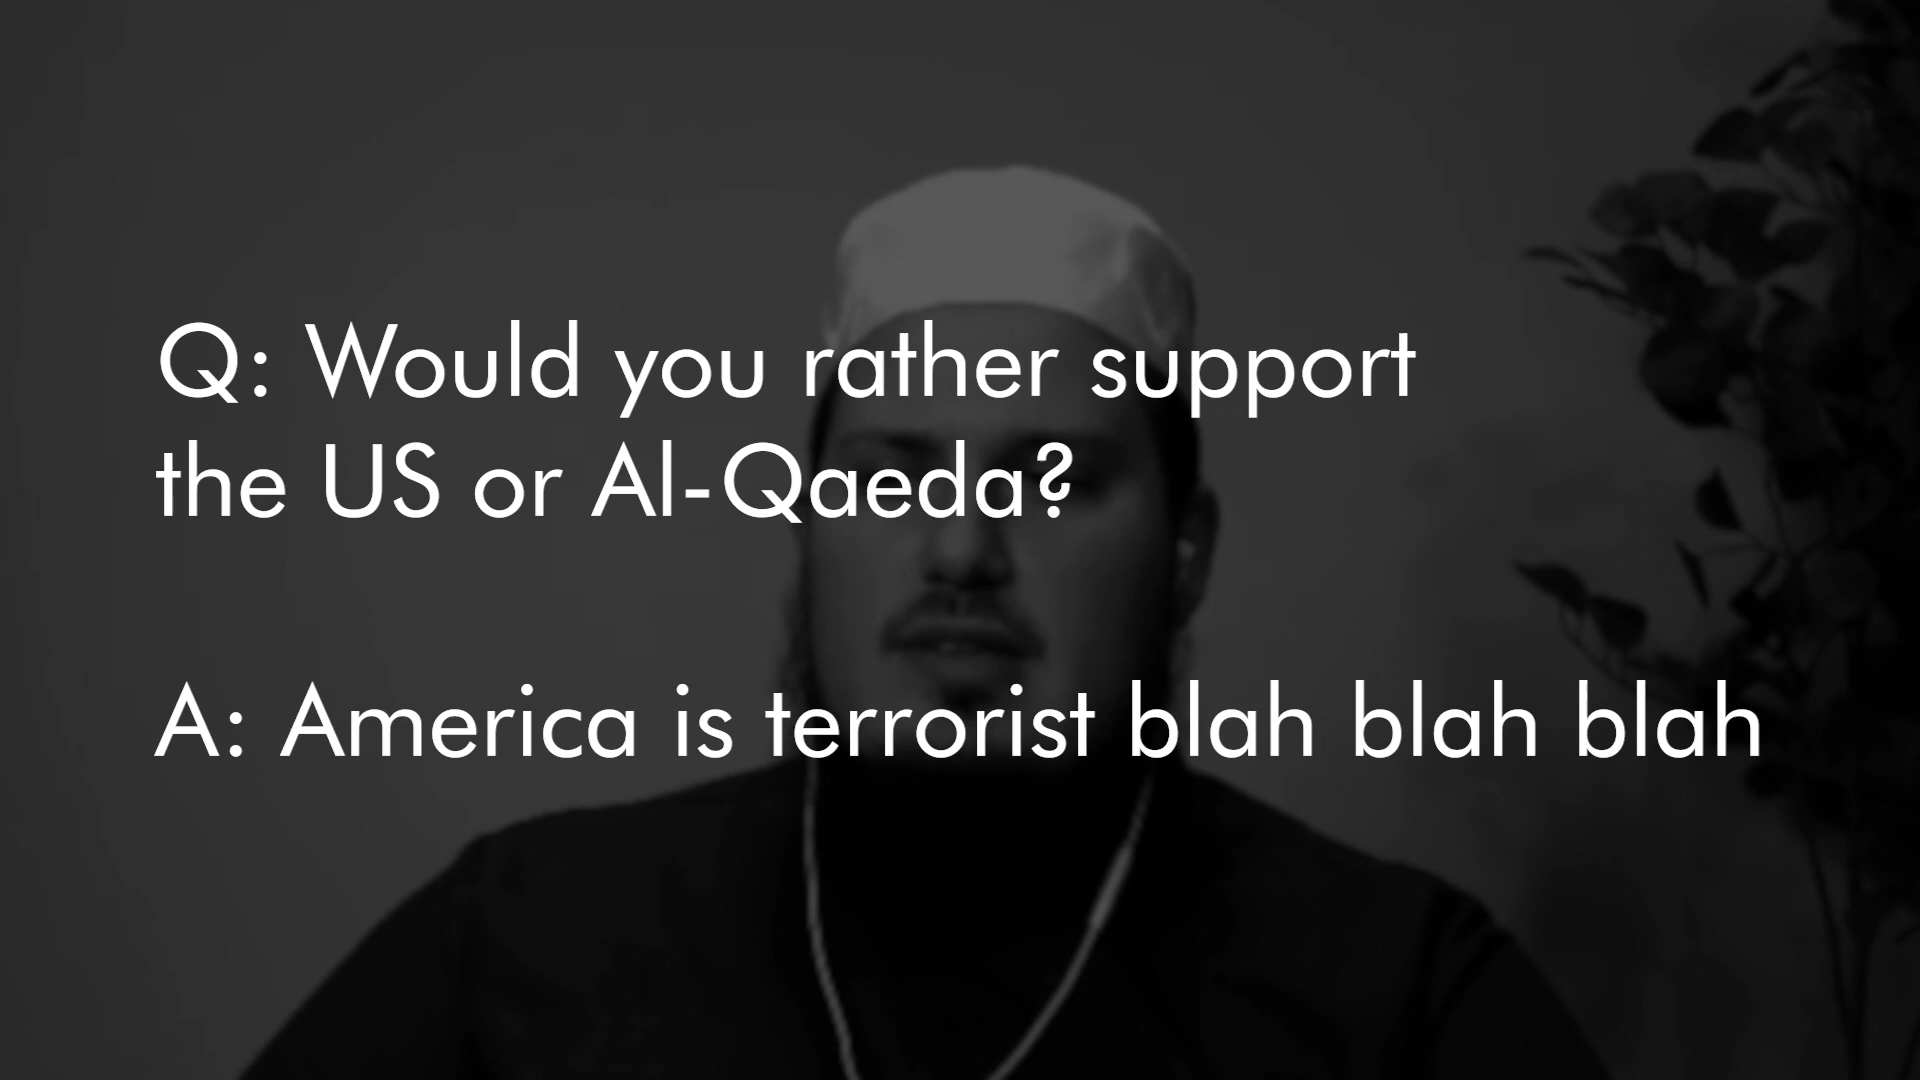 Q: Would you rather support
the US or Al-Qaeda?
A: America is terrorist blah blah blah